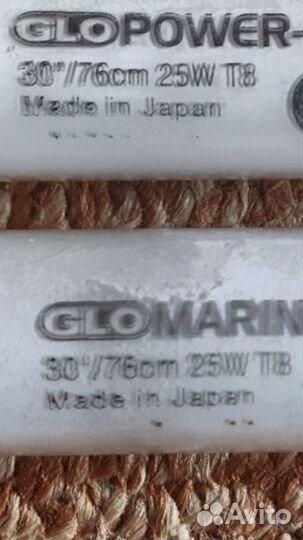 GLOPOWER-
30"/76cm 25W T8
Made in Japan
GLOMARIN
30"/76cm 25W T8
Made in Japan
Avito